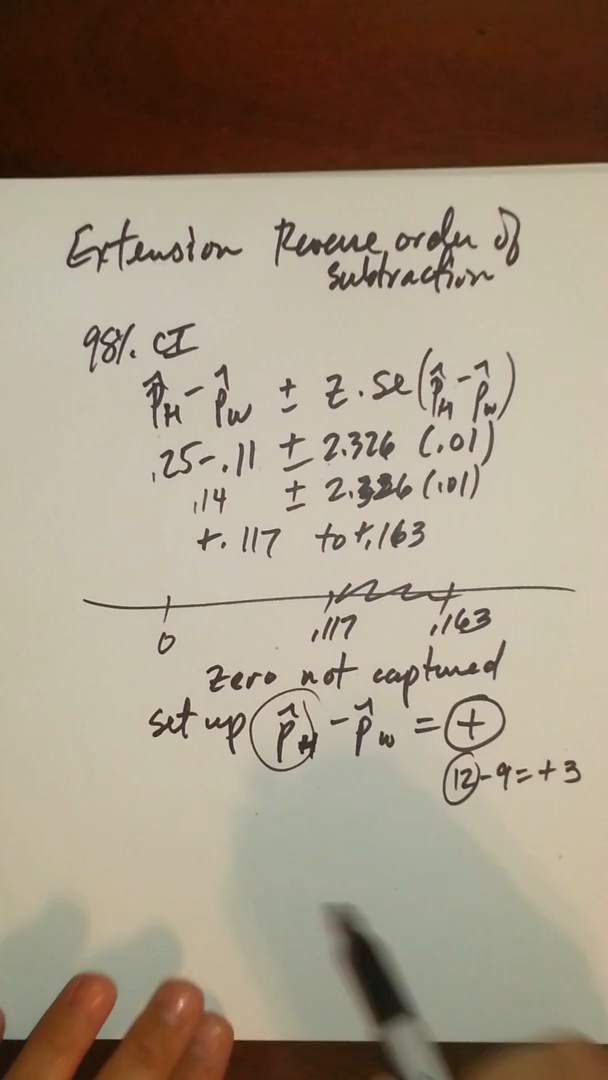 Extension Reverse order of
subtraction
98% CI
p̂H - p̂W ± Z . se(p̂H - p̂W)
.25 - .11 ± 2.326 (.01)
.14 ± 2.326 (.01)
+.117 to +.163
0 .117 .163
Zero not captured
set up p̂H - p̂W = +
12 - 9 = + 3